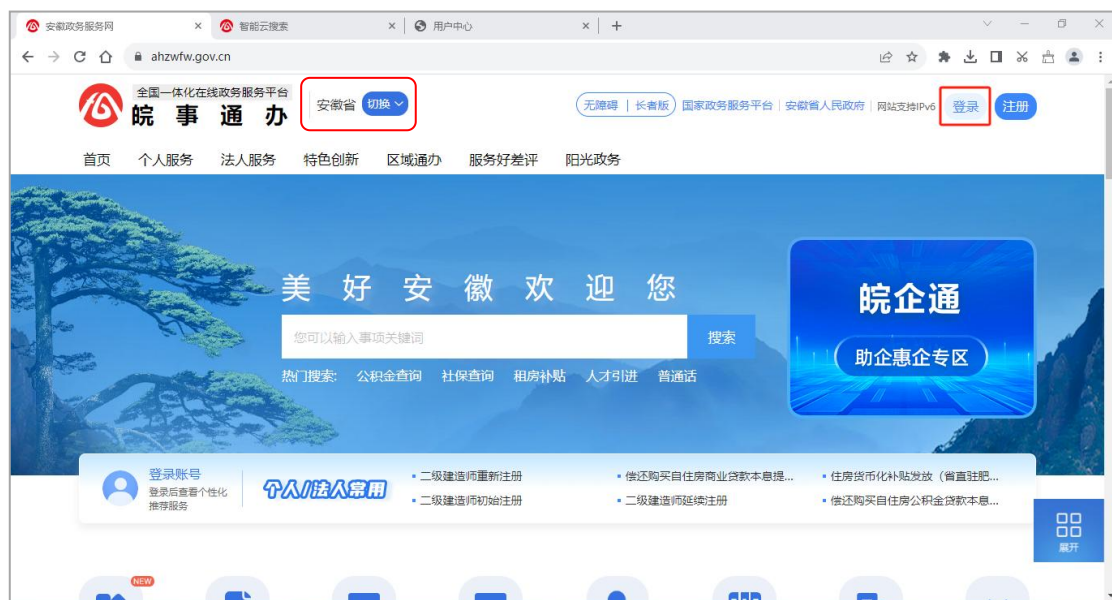 安徽政务服务网
智能云搜索
用户中心
ahzwfw.gov.cn
全国一体化在线政务服务平台
皖事通办
安徽省 切换
无障碍 | 长者版 国家政务服务平台 | 安徽省人民政府 | 网站支持IPv6 登录 注册
首页 个人服务 法人服务 特色创新 区域通办 服务好差评 阳光政务
美好安徽欢迎您
您可以输入事项关键词 搜索
热门搜索: 公积金查询 社保查询 租房补贴 人才引进 普通话
皖企通
助企惠企专区
登录账号
登录后查看个性化
推荐服务
个人/法人常用
二级建造师重新注册 偿还购买自住房商业贷款本息提... 住房货币化补贴发放（省直驻肥...
二级建造师初始注册 二级建造师延续注册 偿还购买自住房公积金贷款本息...
展开
NEW